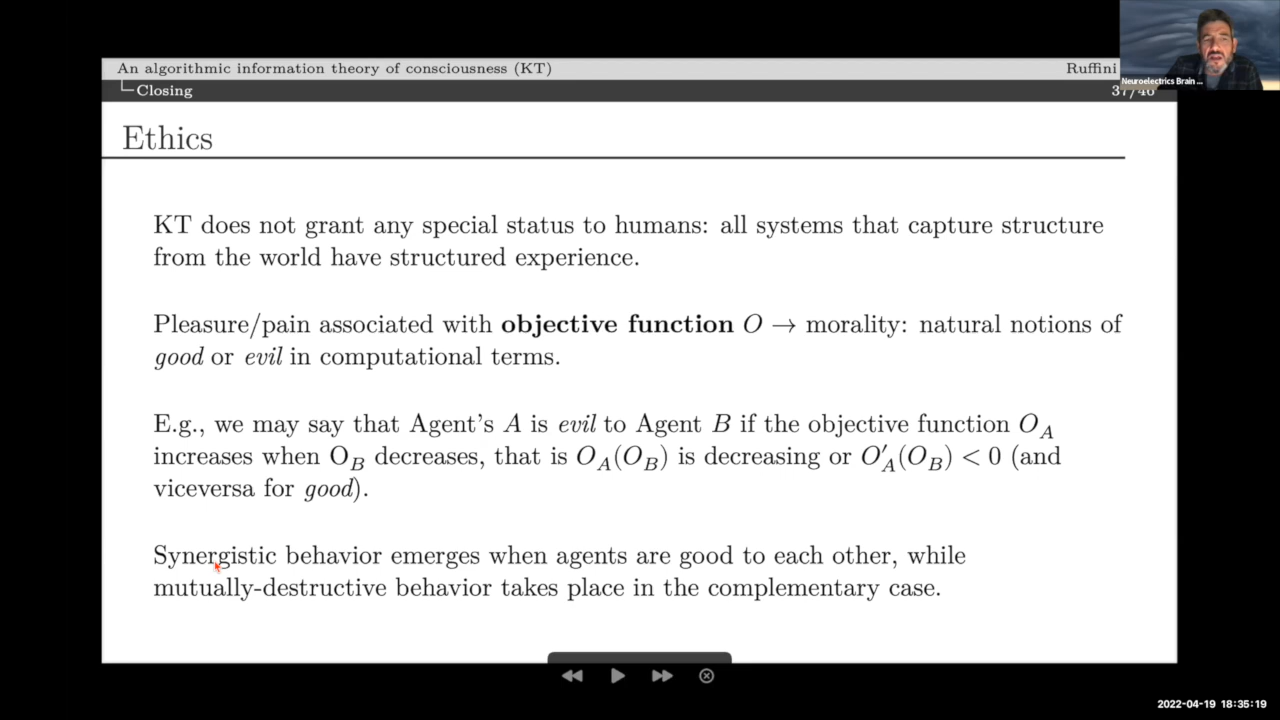 An algorithmic information theory of consciousness (KT) Ruffini
Closing 37/46
Neuroelectrics Brain ...
Ethics
KT does not grant any special status to humans: all systems that capture structure
from the world have structured experience.
Pleasure/pain associated with objective function O → morality: natural notions of
good or evil in computational terms.
E.g., we may say that Agent's A is evil to Agent B if the objective function O_A
increases when O_B decreases, that is O_A(O_B) is decreasing or O′_A(O_B) < 0 (and
viceversa for good).
Synergistic behavior emerges when agents are good to each other, while
mutually-destructive behavior takes place in the complementary case.
2022-04-19 18:35:19